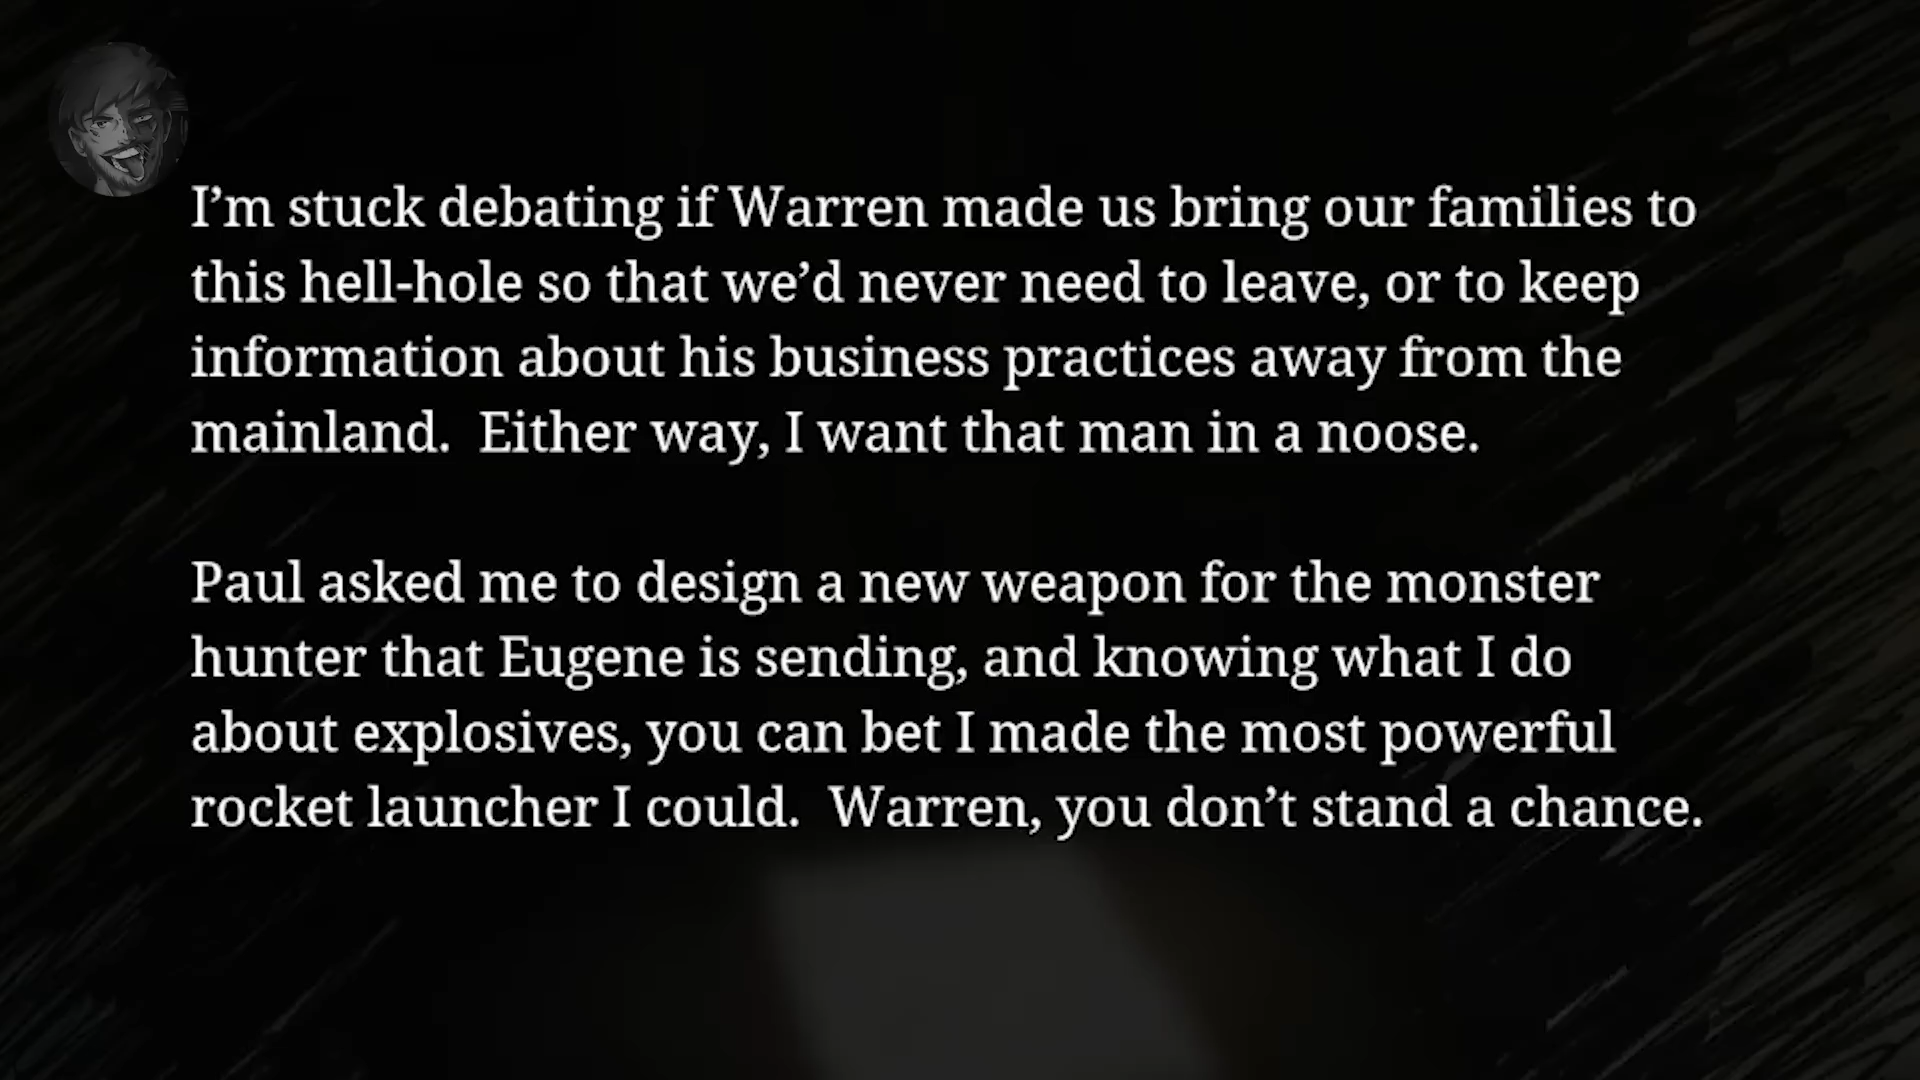 I’m stuck debating if Warren made us bring our families to
this hell-hole so that we’d never need to leave, or to keep
information about his business practices away from the
mainland.  Either way, I want that man in a noose.
Paul asked me to design a new weapon for the monster
hunter that Eugene is sending, and knowing what I do
about explosives, you can bet I made the most powerful
rocket launcher I could.  Warren, you don’t stand a chance.